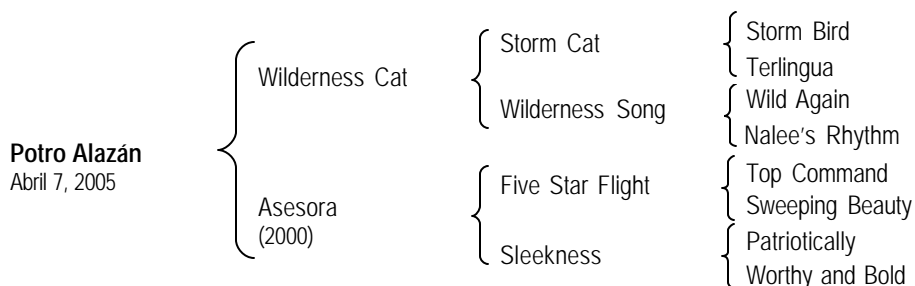 Storm Bird
Storm Cat
Terlingua
Wilderness Cat
Wild Again
Wilderness Song
Nalee's Rhythm
Potro Alazán
Abril 7, 2005
Top Command
Five Star Flight
Sweeping Beauty
Asesora
(2000)
Patriotically
Sleekness
Worthy and Bold